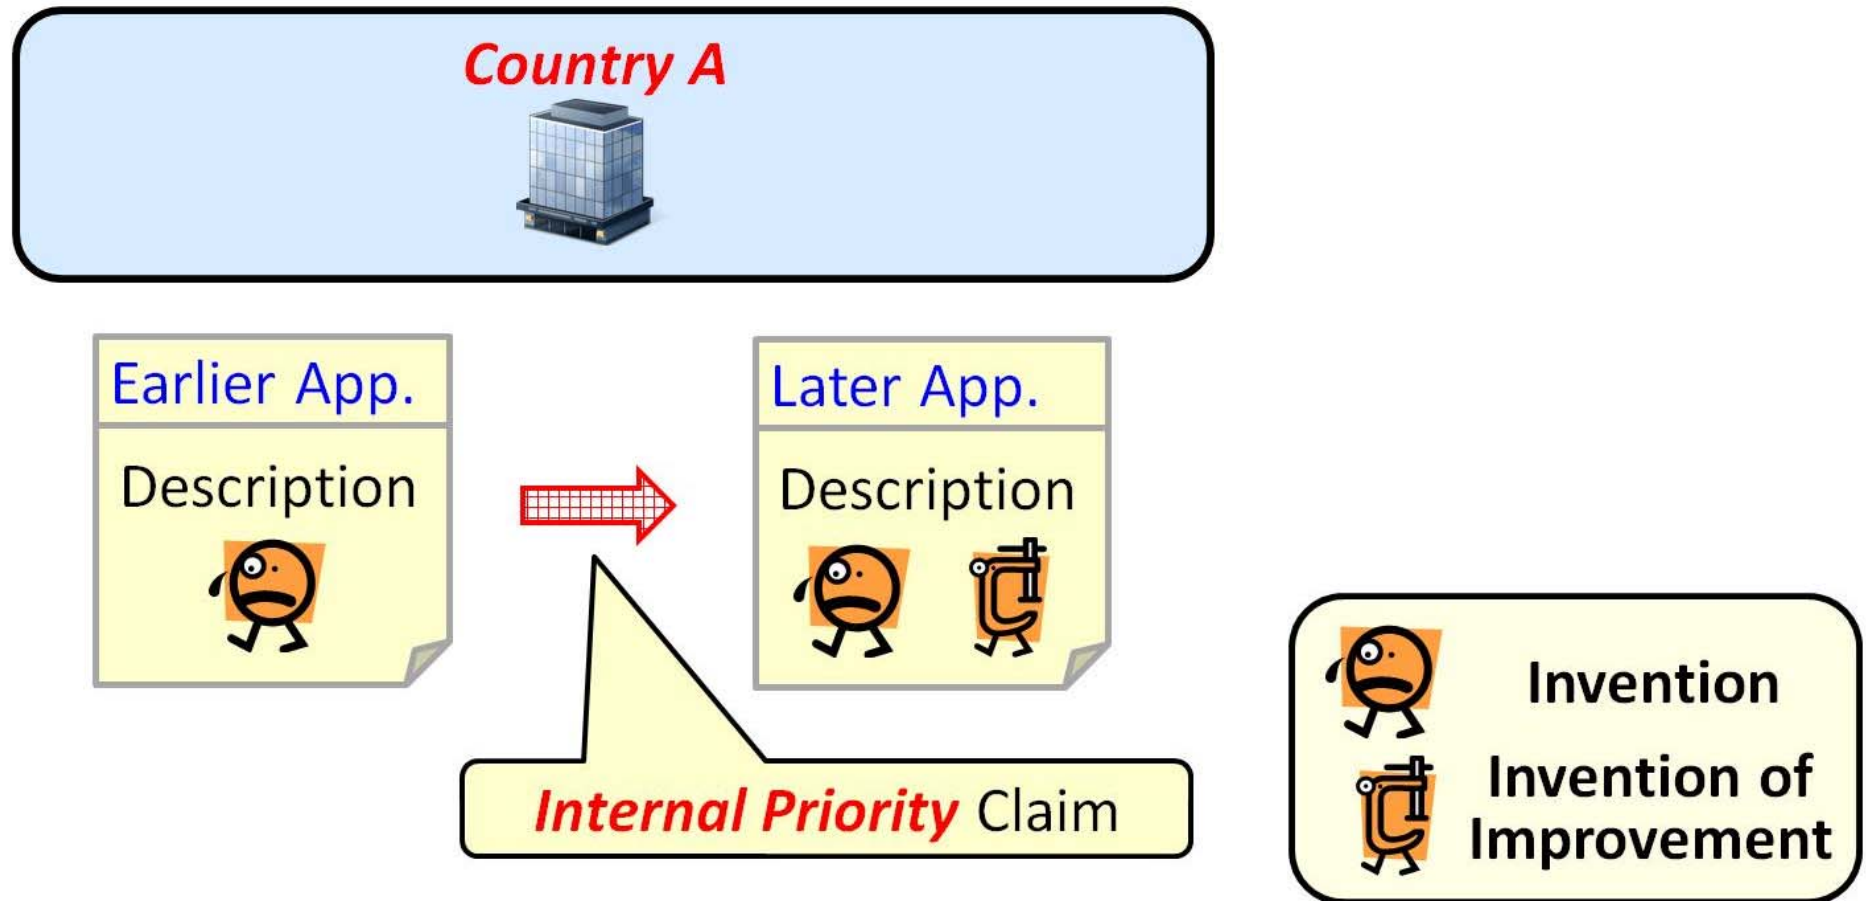 Country A
Earlier App.
Description
Later App.
Description
Internal Priority Claim
Invention
Invention of
Improvement